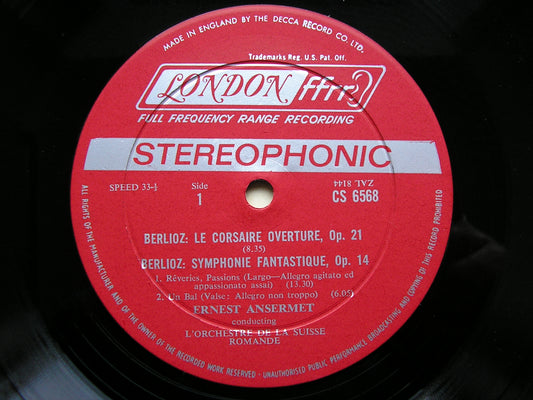 MADE IN ENGLAND BY THE DECCA RECORD CO. LTD.
Trademarks Reg. U.S. Pat. Off.
LONDON ffrr
FULL FREQUENCY RANGE RECORDING
STEREOPHONIC
SPEED 33-⅓
Side
1
ZAL 8144
CS 6568
BERLIOZ: LE CORSAIRE OVERTURE, Op. 21
(8.35)
BERLIOZ: SYMPHONIE FANTASTIQUE, Op. 14
1. Rêveries, Passions (Largo—Allegro agitato ed
appassionato assai) (13.30)
2. Un Bal (Valse: Allegro non troppo) (6.05)
ERNEST ANSERMET
conducting
L'ORCHESTRE DE LA SUISSE
ROMANDE
ALL RIGHTS OF THE MANUFACTURER AND OF THE OWNER OF THE RECORDED WORK RESERVED - UNAUTHORISED PUBLIC PERFORMANCE, BROADCASTING AND COPYING OF THIS RECORD PROHIBITED